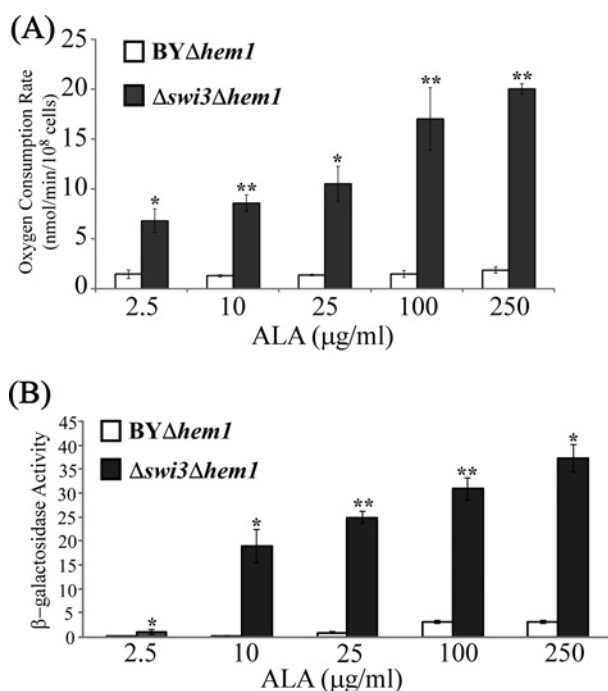 (A)
25
20
15
10
5
0
Oxygen Consumption Rate
(nmol/min/10⁸ cells)
BYΔhem1
Δswi3Δhem1
*
**
*
**
**
2.5 10 25 100 250
ALA (μg/ml)
(B)
45
40
35
30
25
20
15
10
5
0
β-galactosidase Activity
BYΔhem1
Δswi3Δhem1
*
*
**
**
*
2.5 10 25 100 250
ALA (μg/ml)